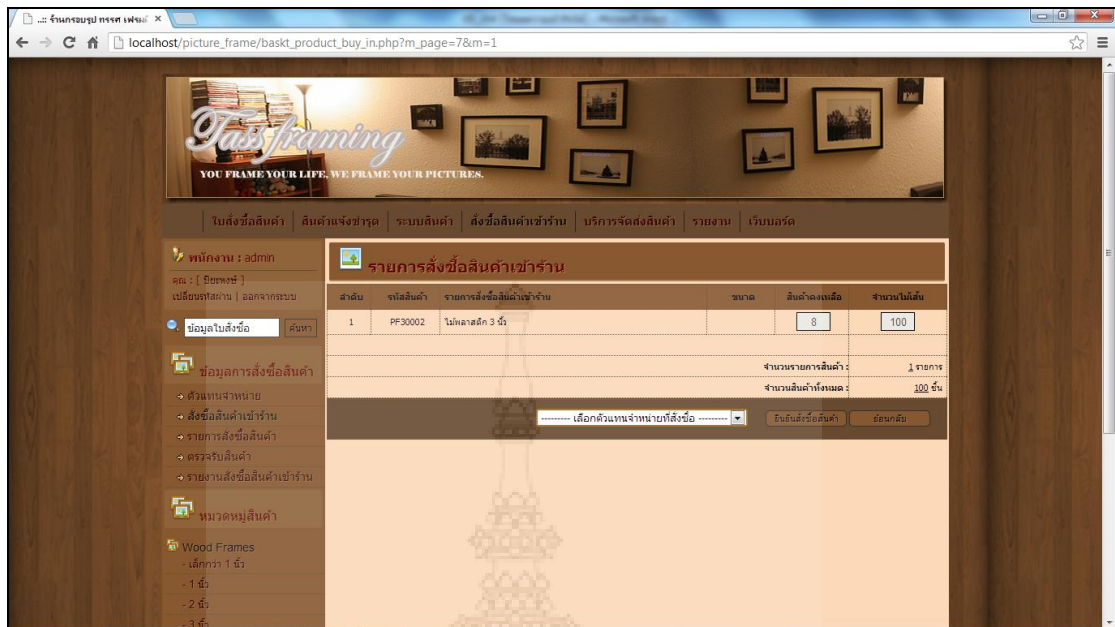 ..:: ร้านกรอบรูป ทรรศ เฟรม
localhost/picture_frame/baskt_product_buy_in.php?m_page=7&m=1
Tass framing
YOU FRAME YOUR LIFE, WE FRAME YOUR PICTURES.
ใบสั่งซื้อสินค้า สินค้าแจ้งชำรุด ระบบสินค้า สั่งซื้อสินค้าเข้าร้าน บริการจัดส่งสินค้า รายงาน เว็บบอร์ด
พนักงาน : admin
คุณ : [ ปิยะพงษ์ ]
เปลี่ยนรหัสผ่าน | ออกจากระบบ
ข้อมูลใบสั่งซื้อ ค้นหา
ข้อมูลการสั่งซื้อสินค้า
ตัวแทนจำหน่าย
สั่งซื้อสินค้าเข้าร้าน
รายการสั่งซื้อสินค้า
ตรวจรับสินค้า
รายงานสั่งซื้อสินค้าเข้าร้าน
หมวดหมู่สินค้า
Wood Frames
- เล็กกว่า 1 นิ้ว
- 1 นิ้ว
- 2 นิ้ว
- 3 นิ้ว
รายการสั่งซื้อสินค้าเข้าร้าน
ลำดับ รหัสสินค้า รายการสั่งซื้อสินค้าเข้าร้าน ขนาด สินค้าคงเหลือ จำนวนไม้เส้น
1 PF30002 ไม้พลาสติก 3 นิ้ว 8 100
จำนวนรายการสินค้า : 1 รายการ
จำนวนสินค้าทั้งหมด : 100 ชิ้น
--------- เลือกตัวแทนจำหน่ายที่สั่งซื้อ --------- ยืนยันสั่งซื้อสินค้า ย้อนกลับ